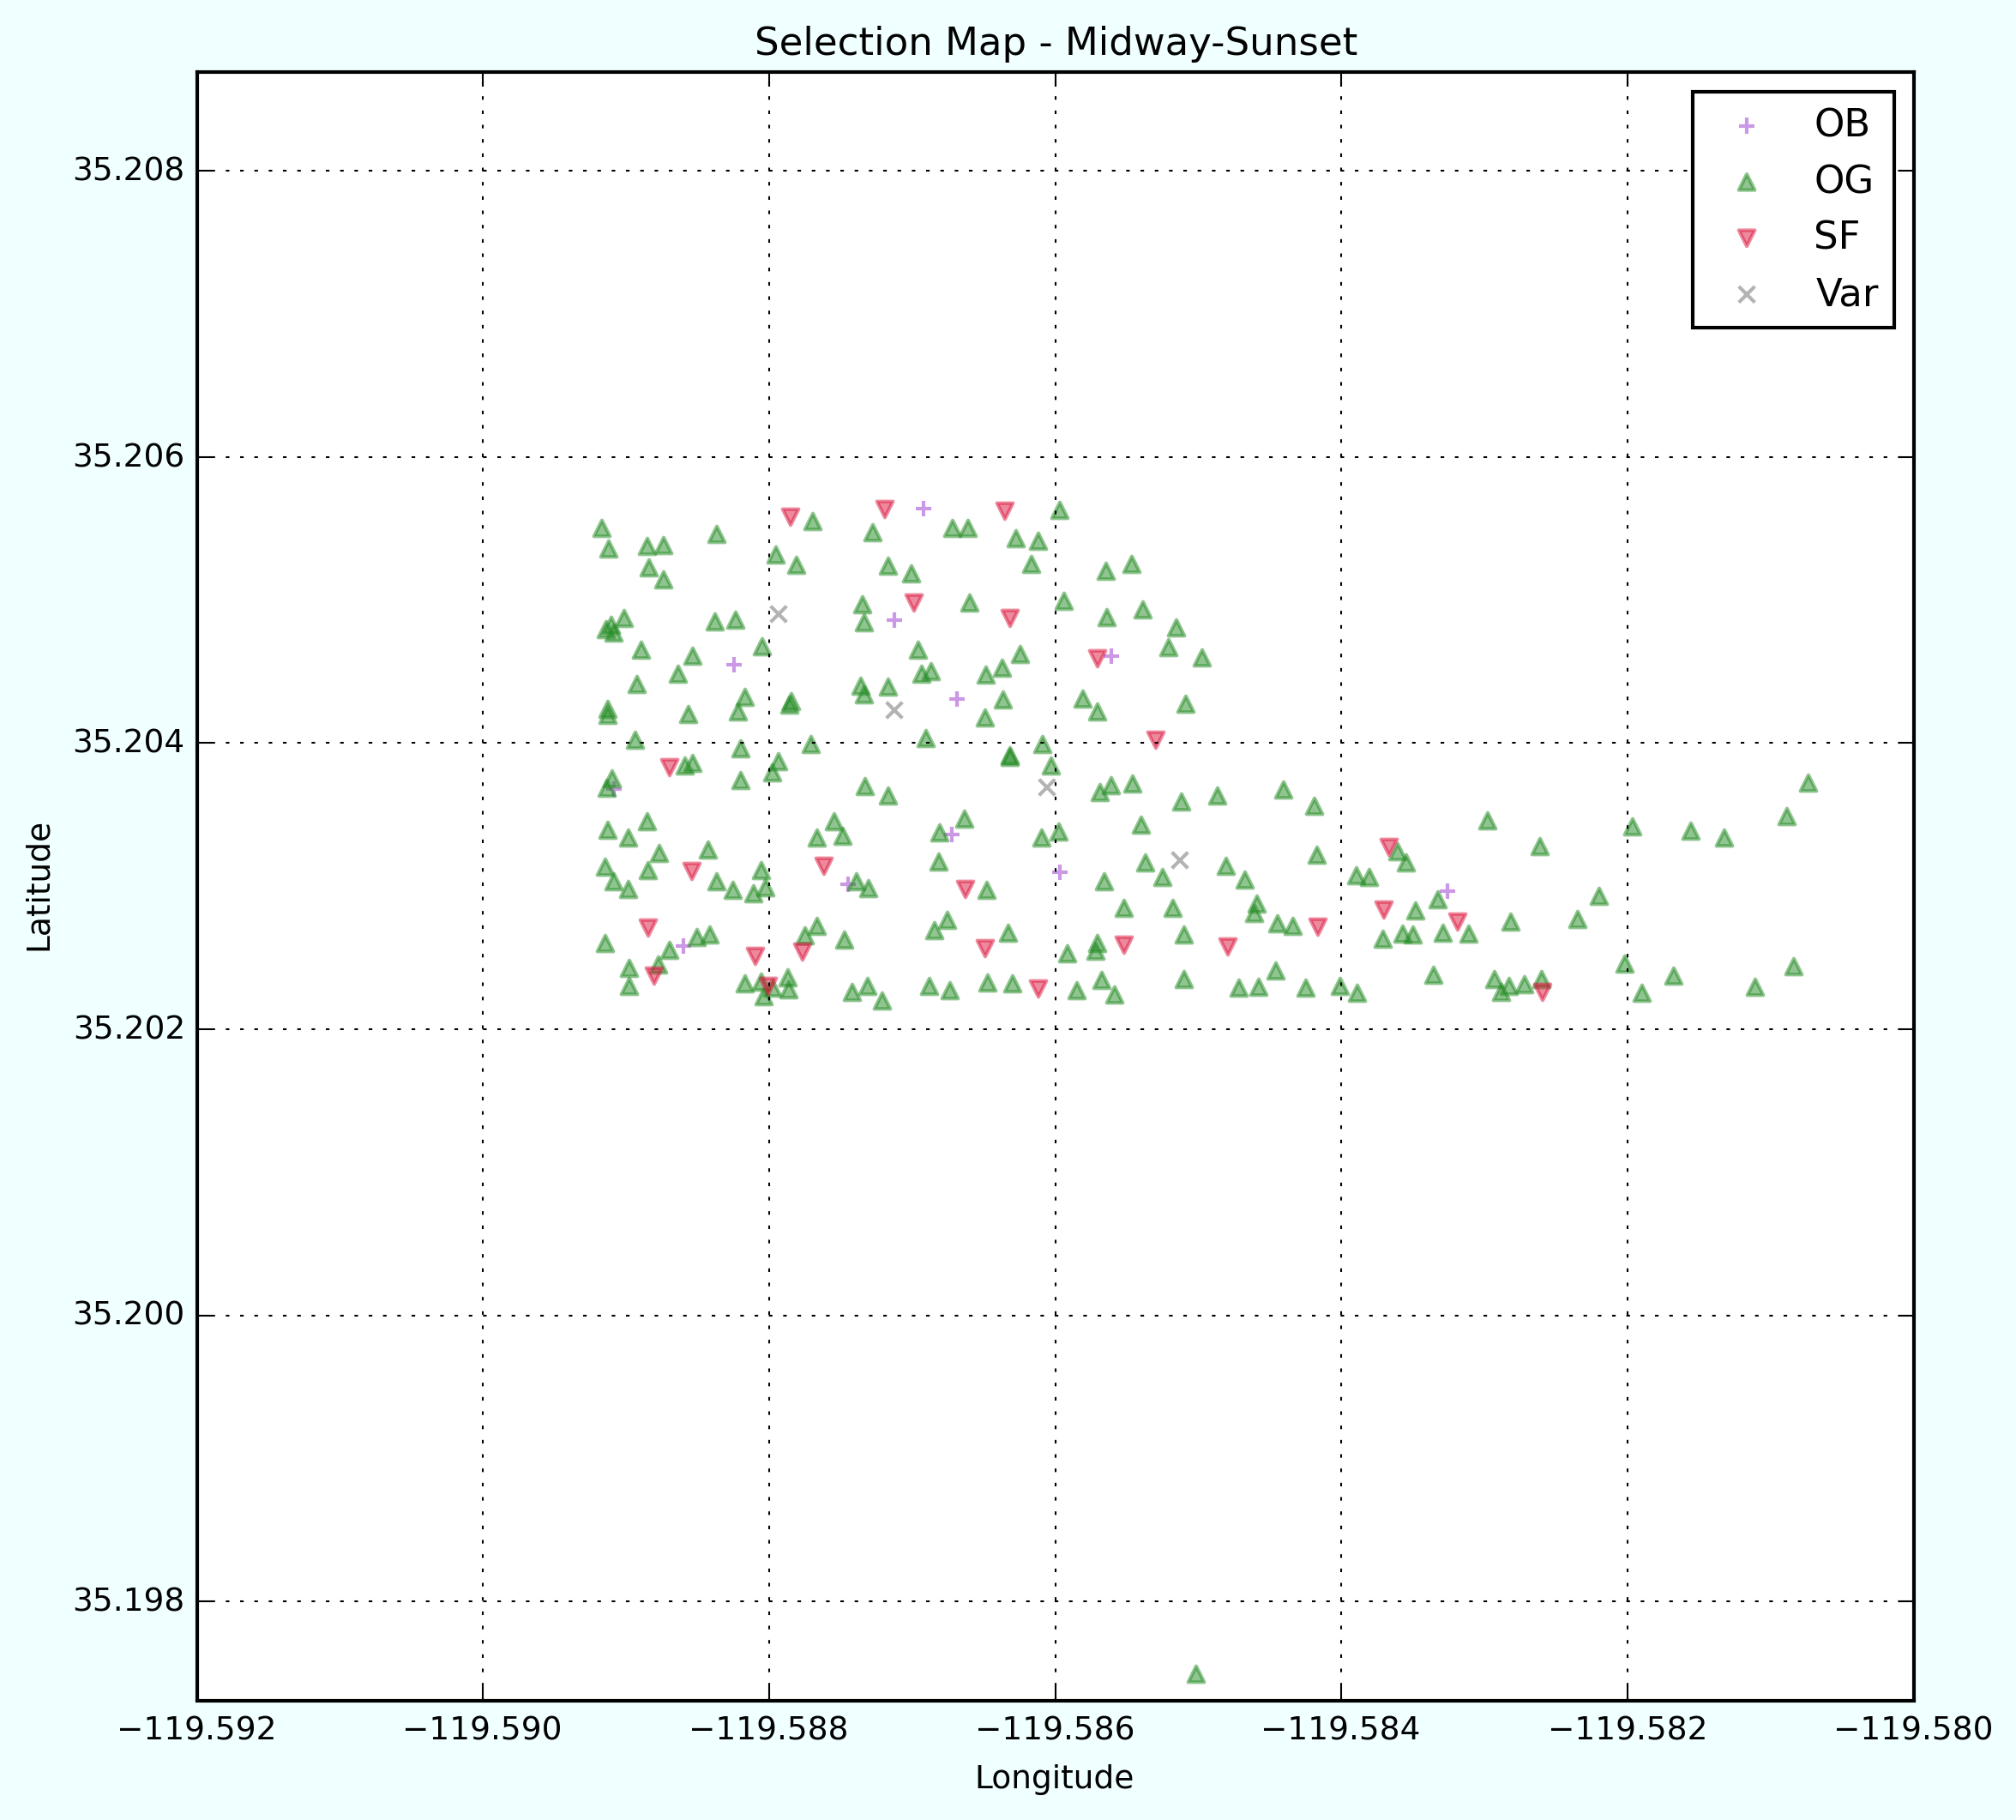 Selection Map - Midway-Sunset
OB
OG
SF
Var
35.208
35.206
35.204
35.202
35.200
35.198
Latitude
−119.592
−119.590
−119.588
−119.586
−119.584
−119.582
−119.580
Longitude